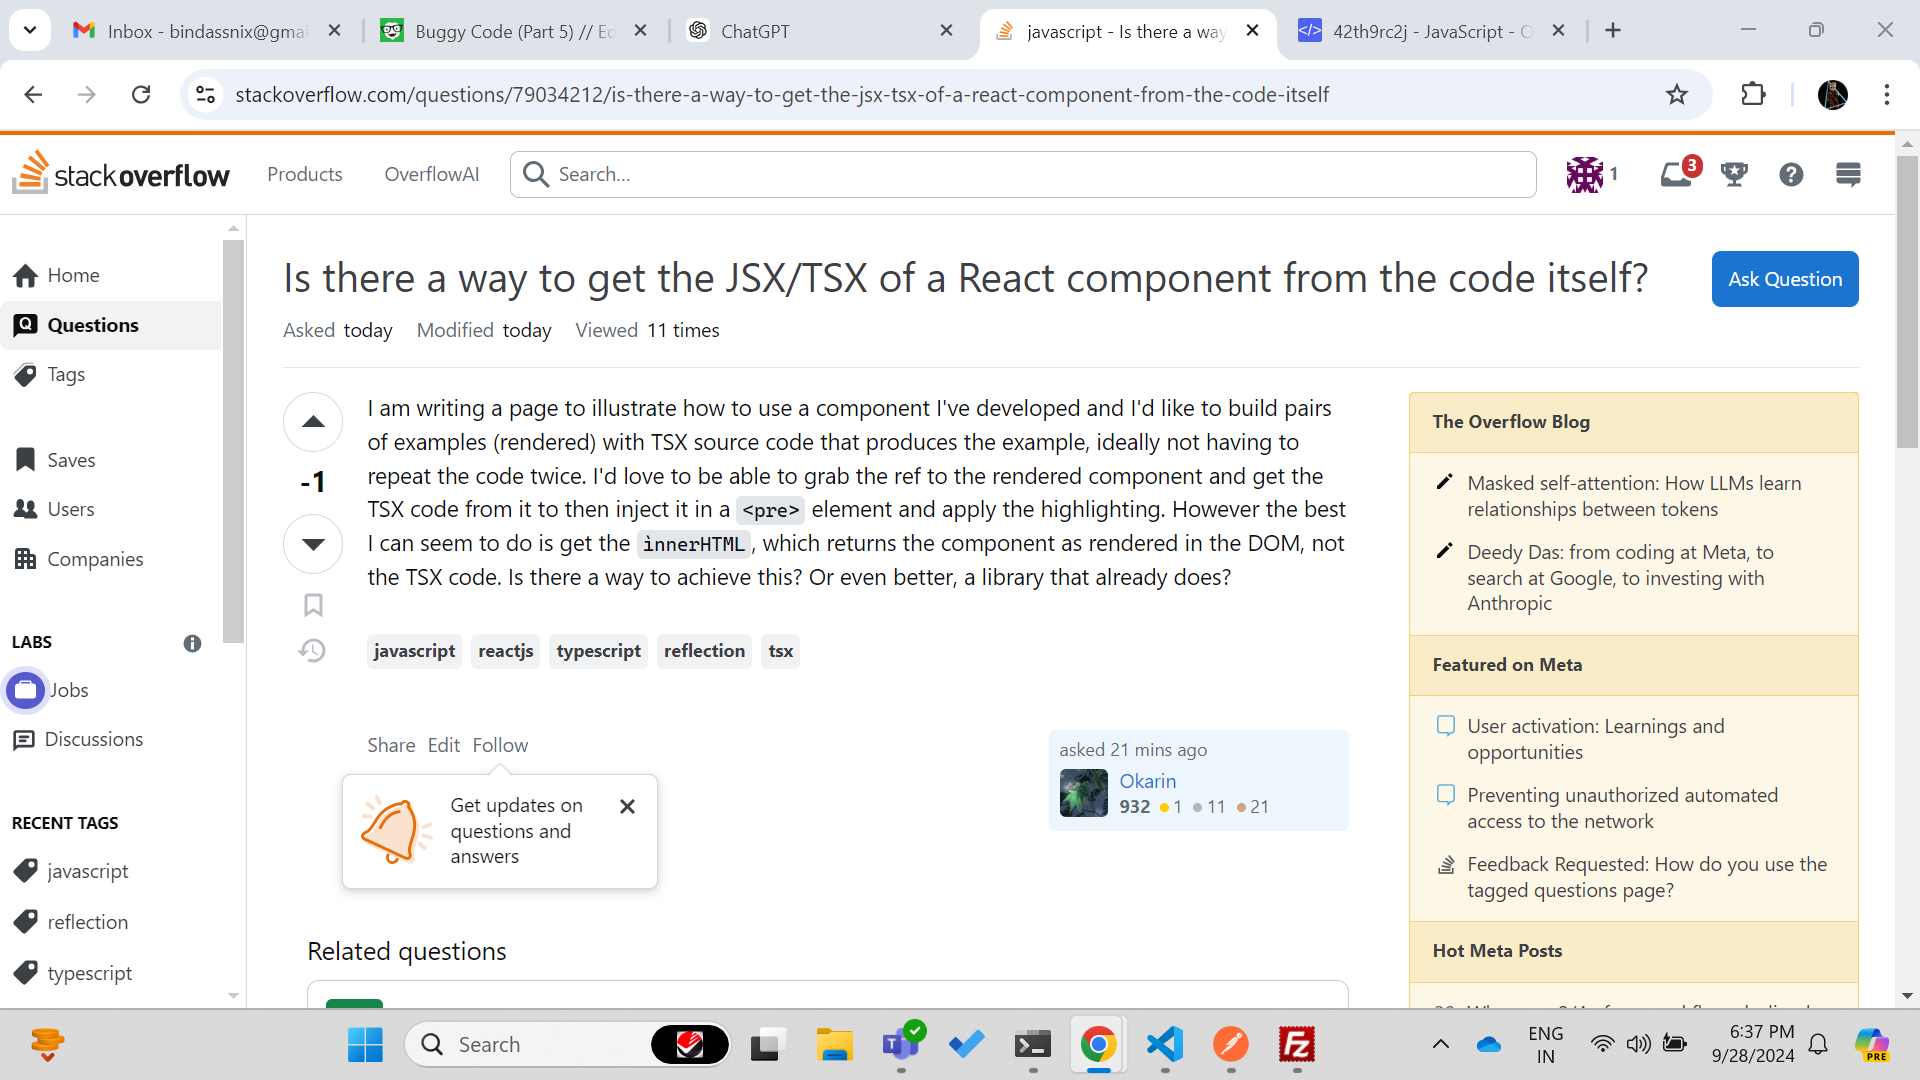 Inbox - bindassnix@gmai
Buggy Code (Part 5) // Ed
ChatGPT
javascript - Is there a way
42th9rc2j - JavaScript - O
stackoverflow.com/questions/79034212/is-there-a-way-to-get-the-jsx-tsx-of-a-react-component-from-the-code-itself
stackoverflow
Products
OverflowAI
Search...
1
3
Home
Questions
Tags
Saves
Users
Companies
LABS
Jobs
Discussions
RECENT TAGS
javascript
reflection
typescript
Is there a way to get the JSX/TSX of a React component from the code itself?
Ask Question
Asked today Modified today Viewed 11 times
-1
I am writing a page to illustrate how to use a component I've developed and I'd like to build pairs
of examples (rendered) with TSX source code that produces the example, ideally not having to
repeat the code twice. I'd love to be able to grab the ref to the rendered component and get the
TSX code from it to then inject it in a <pre> element and apply the highlighting. However the best
I can seem to do is get the ìnnerHTML, which returns the component as rendered in the DOM, not
the TSX code. Is there a way to achieve this? Or even better, a library that already does?
javascript reactjs typescript reflection tsx
Share Edit Follow
asked 21 mins ago
Okarin
932 1 11 21
Get updates on
questions and
answers
Related questions
The Overflow Blog
Masked self-attention: How LLMs learn
relationships between tokens
Deedy Das: from coding at Meta, to
search at Google, to investing with
Anthropic
Featured on Meta
User activation: Learnings and
opportunities
Preventing unauthorized automated
access to the network
Feedback Requested: How do you use the
tagged questions page?
Hot Meta Posts
Search
ENG
IN
6:37 PM
9/28/2024
PRE